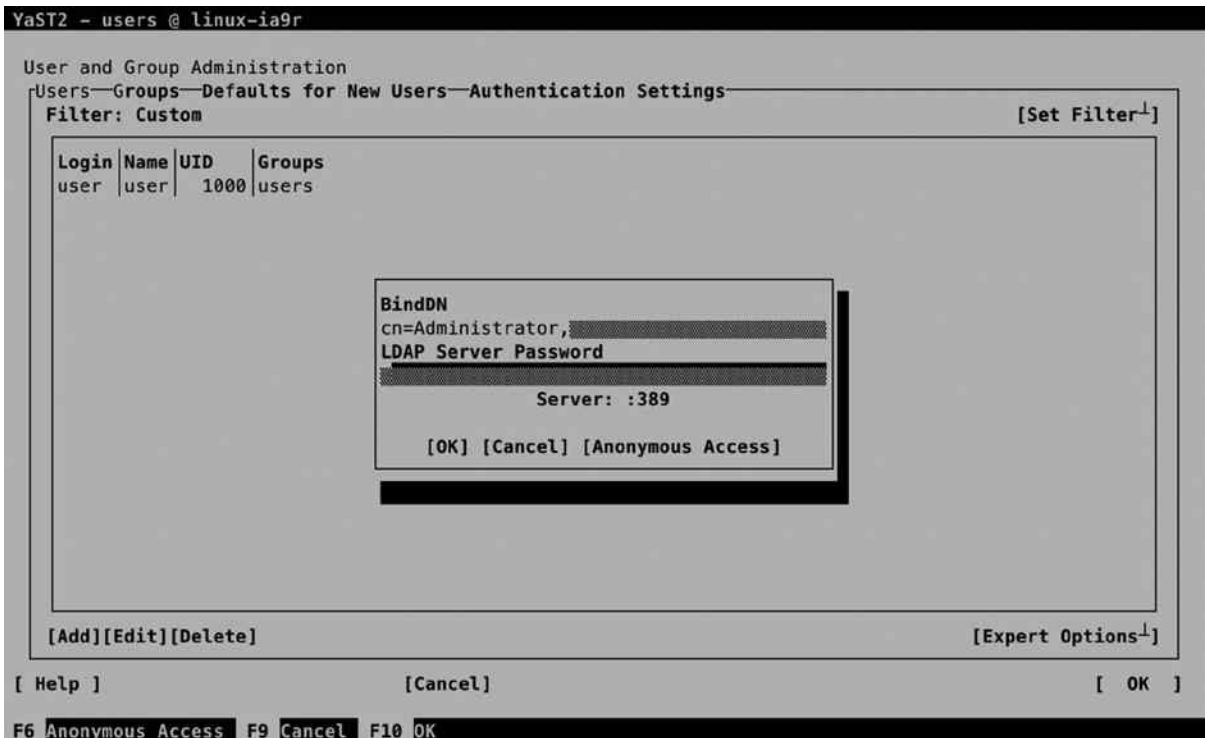 YaST2 - users @ linux-ia9r
User and Group Administration
Users—Groups—Defaults for New Users—Authentication Settings
Filter: Custom [Set Filter┴]
Login|Name|UID |Groups
user |user| 1000|users
BindDN
cn=Administrator,
LDAP Server Password
Server: :389
[OK] [Cancel] [Anonymous Access]
[Add][Edit][Delete] [Expert Options┴]
[ Help ] [Cancel] [ OK ]
F6 Anonymous Access F9 Cancel F10 OK